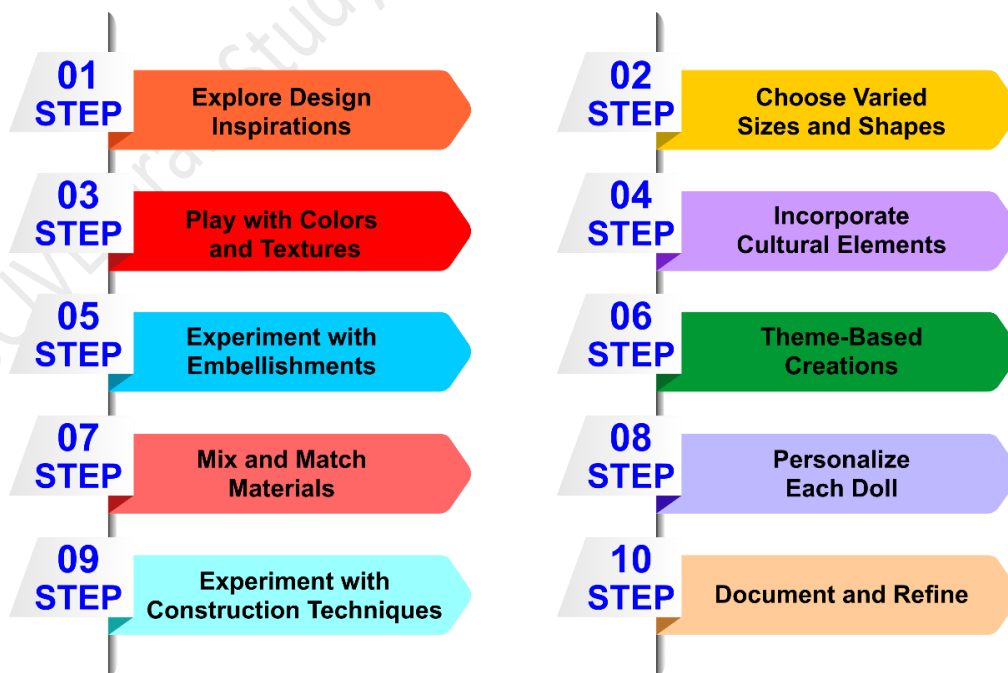 01
STEP
Explore Design
Inspirations
02
STEP
Choose Varied
Sizes and Shapes
03
STEP
Play with Colors
and Textures
04
STEP
Incorporate
Cultural Elements
05
STEP
Experiment with
Embellishments
06
STEP
Theme-Based
Creations
07
STEP
Mix and Match
Materials
08
STEP
Personalize
Each Doll
09
STEP
Experiment with
Construction Techniques
10
STEP
Document and Refine